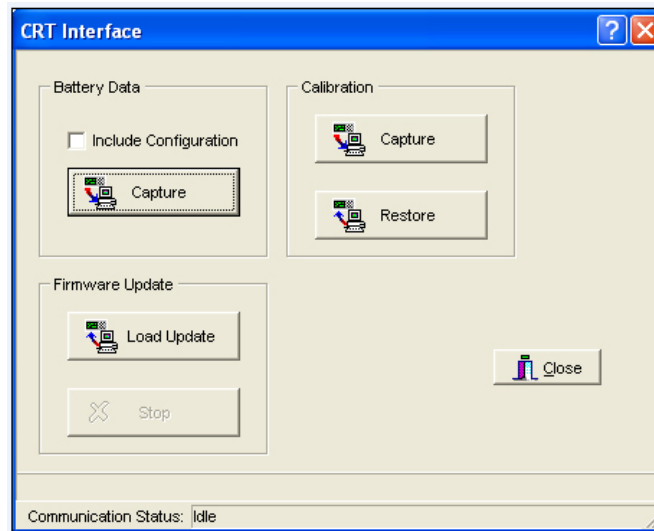 CRT Interface
Battery Data
Include Configuration
Capture
Calibration
Capture
Restore
Firmware Update
Load Update
Stop
Close
Communication Status: Idle